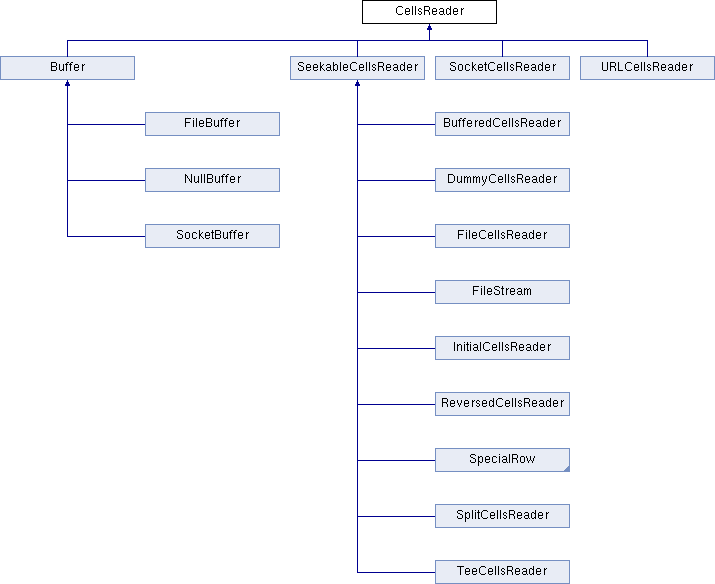 CellsReader
Buffer
SeekableCellsReader
SocketCellsReader
URLCellsReader
FileBuffer
BufferedCellsReader
NullBuffer
DummyCellsReader
SocketBuffer
FileCellsReader
FileStream
InitialCellsReader
ReversedCellsReader
SpecialRow
SplitCellsReader
TeeCellsReader